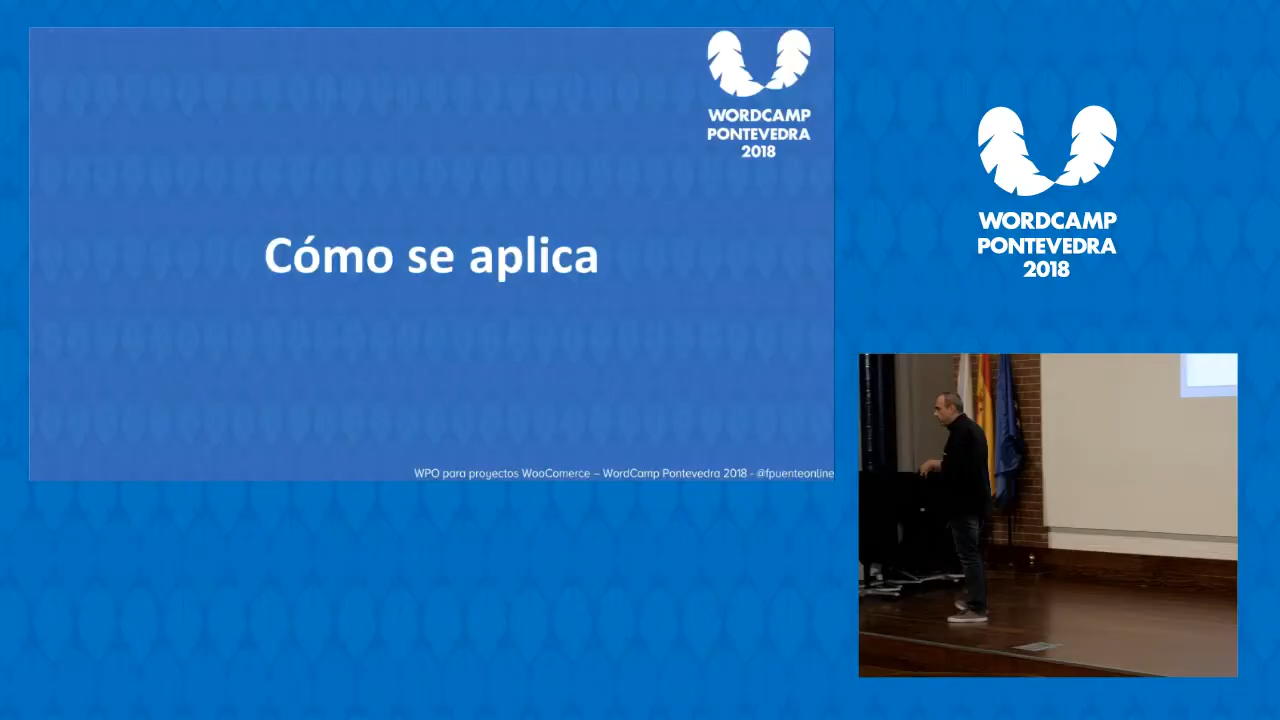 WORDCAMP
PONTEVEDRA
2018
Cómo se aplica
WPO para proyectos WooComerce – WordCamp Pontevedra 2018 - @fpuenteonline
WORDCAMP
PONTEVEDRA
2018